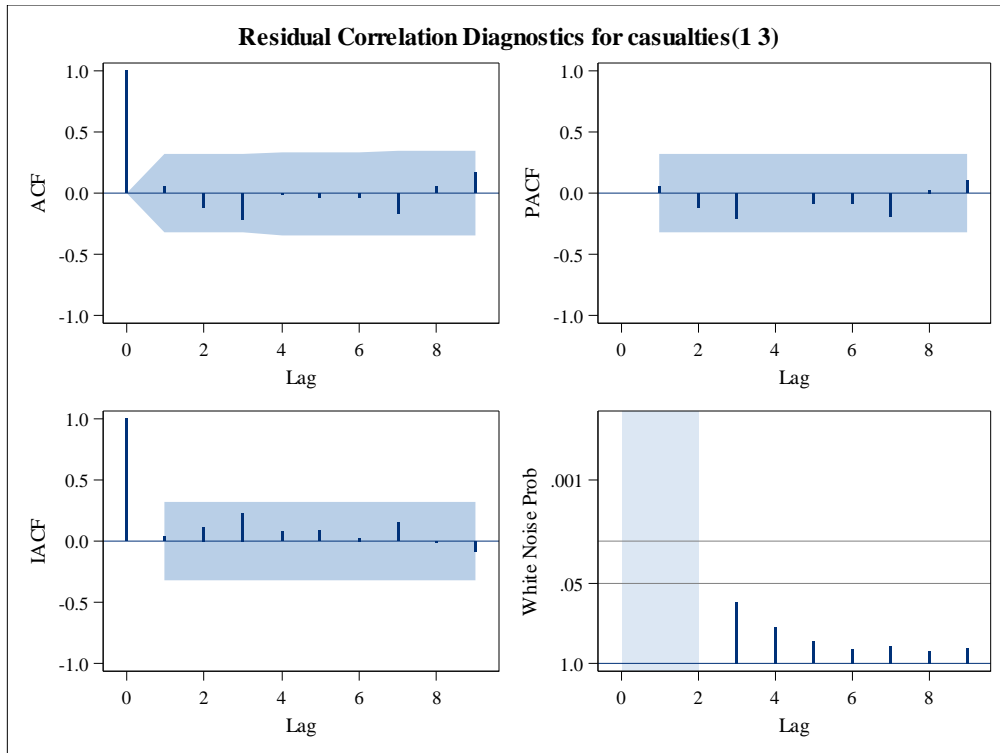 Residual Correlation Diagnostics for casualties(1 3)
1.0
0.5
0.0
-0.5
-1.0
ACF
0 2 4 6 8
Lag
1.0
0.5
0.0
-0.5
-1.0
PACF
0 2 4 6 8
Lag
1.0
0.5
0.0
-0.5
-1.0
IACF
0 2 4 6 8
Lag
.001
.05
1.0
White Noise Prob
0 2 4 6 8
Lag